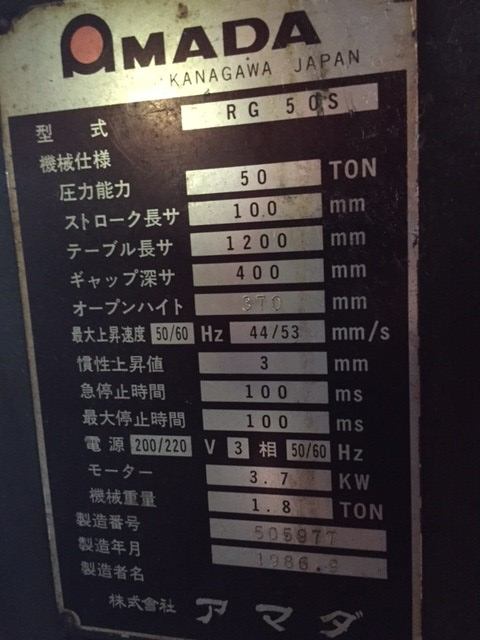 AMADA
KANAGAWA JAPAN
型式 RG 50S
機械仕様
圧力能力 50 TON
ストローク長サ 100 mm
テーブル長サ 1200 mm
ギャップ深サ 400 mm
オープンハイト 370 mm
最大上昇速度 50/60 Hz 44/53 mm/s
慣性上昇値 3 mm
急停止時間 100 ms
最大停止時間 100 ms
電源 200/220 V 3 相 50/60 Hz
モーター 3.7 KW
機械重量 1.8 TON
製造番号 505977
製造年月 1986.9
製造者名
株式会社 アマダ